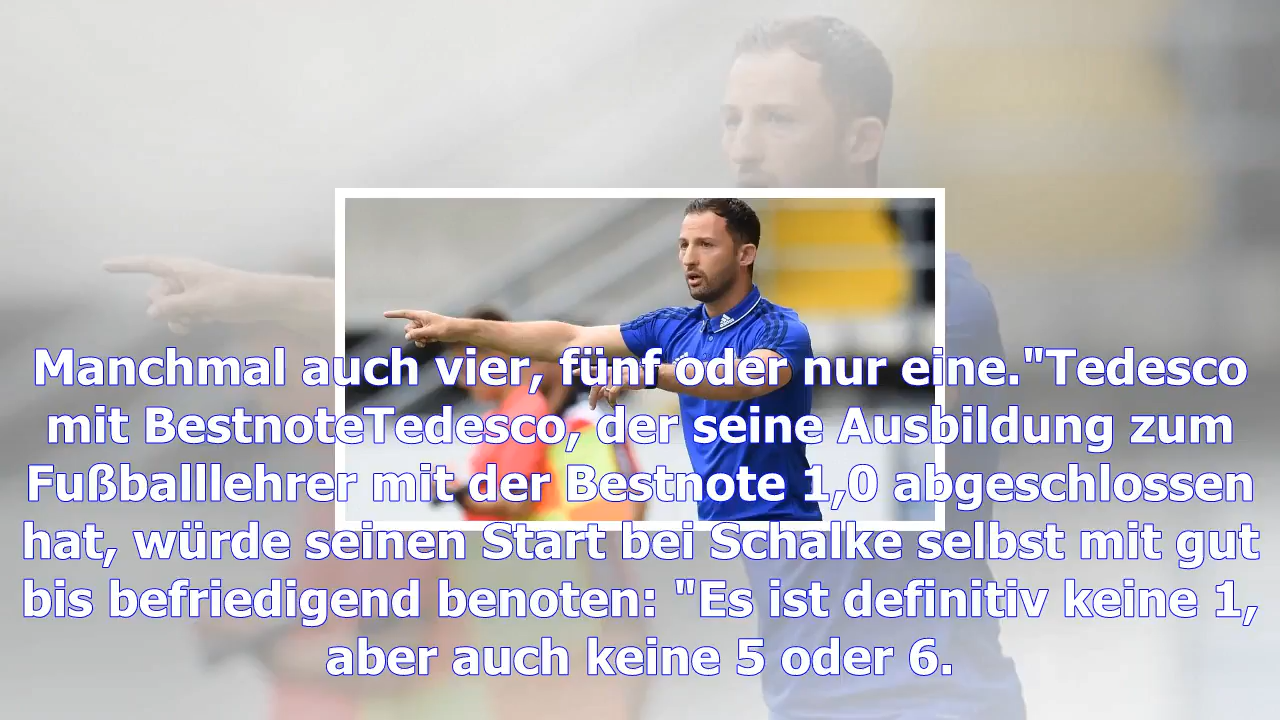 Manchmal auch vier, fünf oder nur eine."Tedesco
mit BestnoteTedesco, der seine Ausbildung zum
Fußballlehrer mit der Bestnote 1,0 abgeschlossen
hat, würde seinen Start bei Schalke selbst mit gut
bis befriedigend benoten: "Es ist definitiv keine 1,
aber auch keine 5 oder 6.